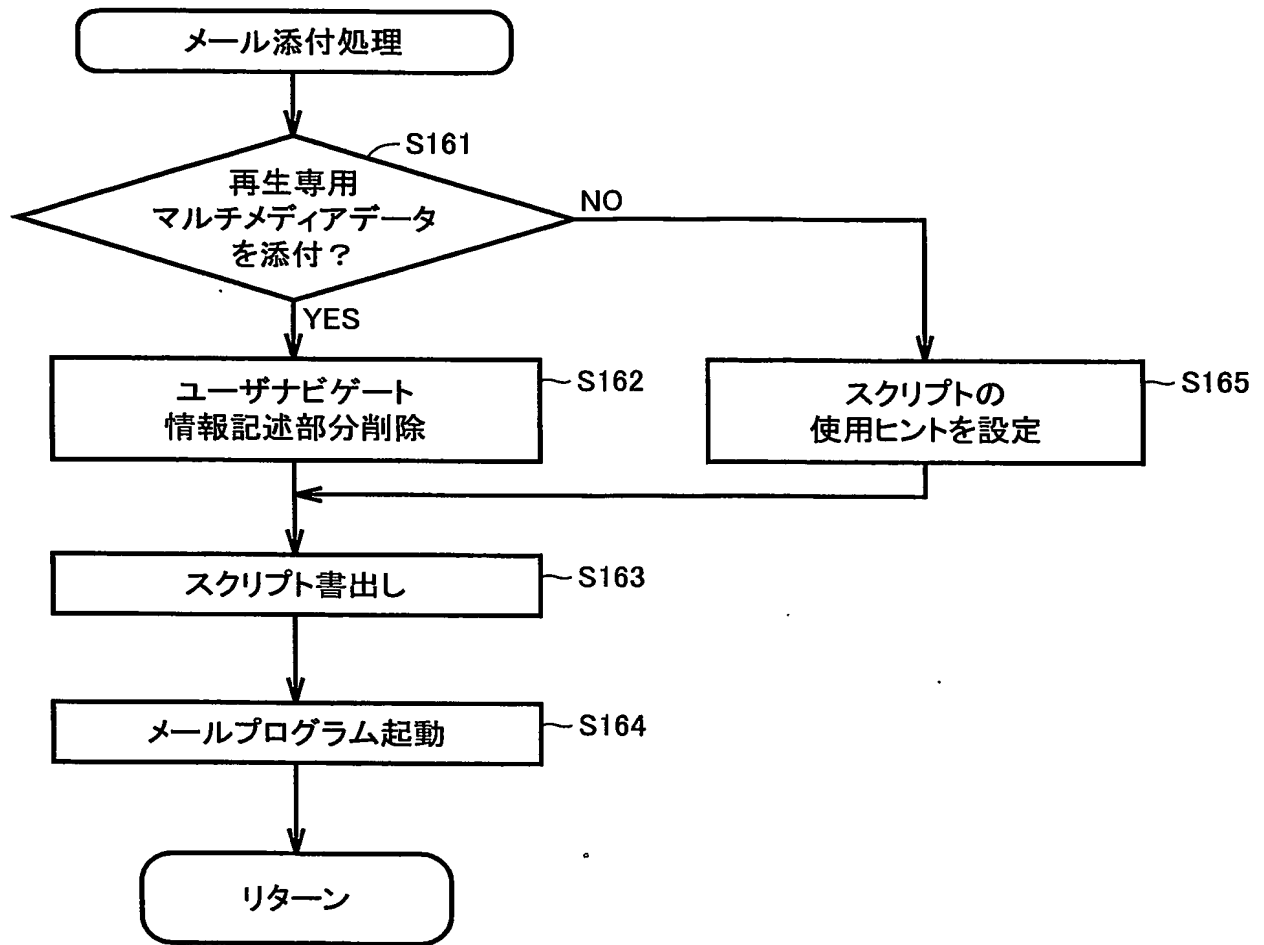 メール添付処理
S161
再生専用
マルチメディアデータ
を添付？
NO
YES
ユーザナビゲート
情報記述部分削除
S162
スクリプトの
使用ヒントを設定
S165
スクリプト書出し
S163
メールプログラム起動
S164
リターン